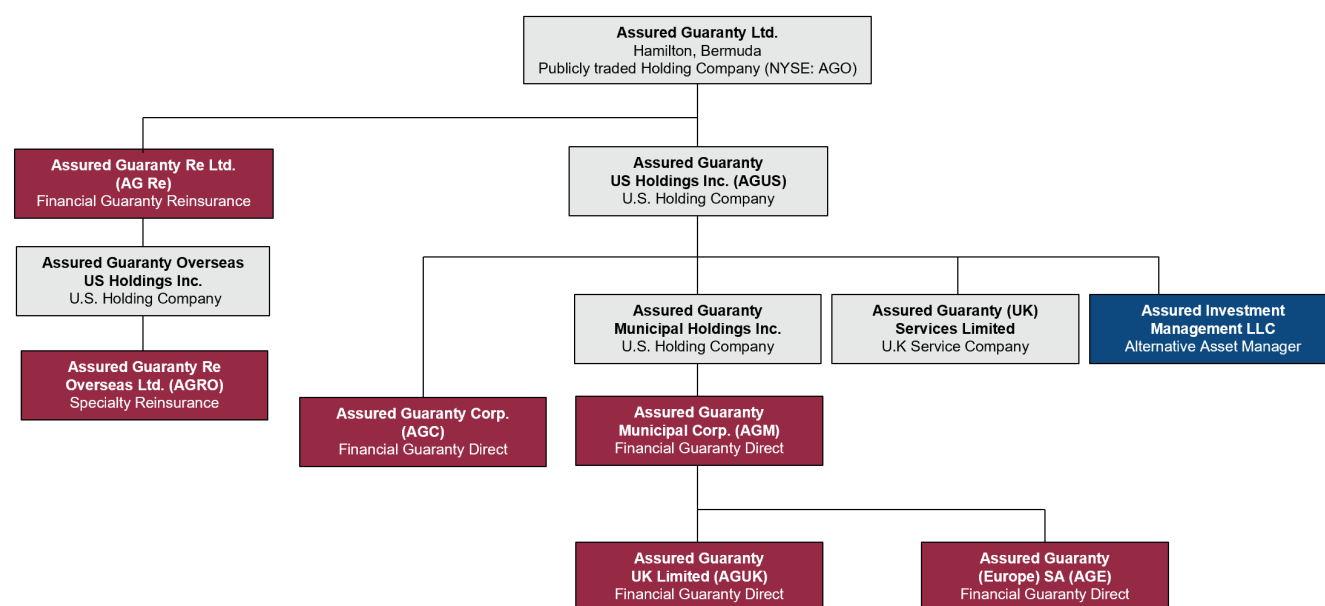 Assured Guaranty Ltd.
Hamilton, Bermuda
Publicly traded Holding Company (NYSE: AGO)
Assured Guaranty Re Ltd.
(AG Re)
Financial Guaranty Reinsurance
Assured Guaranty
US Holdings Inc. (AGUS)
U.S. Holding Company
Assured Guaranty Overseas
US Holdings Inc.
U.S. Holding Company
Assured Guaranty
Municipal Holdings Inc.
U.S. Holding Company
Assured Guaranty (UK)
Services Limited
U.K Service Company
Assured Investment
Management LLC
Alternative Asset Manager
Assured Guaranty Re
Overseas Ltd. (AGRO)
Specialty Reinsurance
Assured Guaranty Corp.
(AGC)
Financial Guaranty Direct
Assured Guaranty
Municipal Corp. (AGM)
Financial Guaranty Direct
Assured Guaranty
UK Limited (AGUK)
Financial Guaranty Direct
Assured Guaranty
(Europe) SA (AGE)
Financial Guaranty Direct